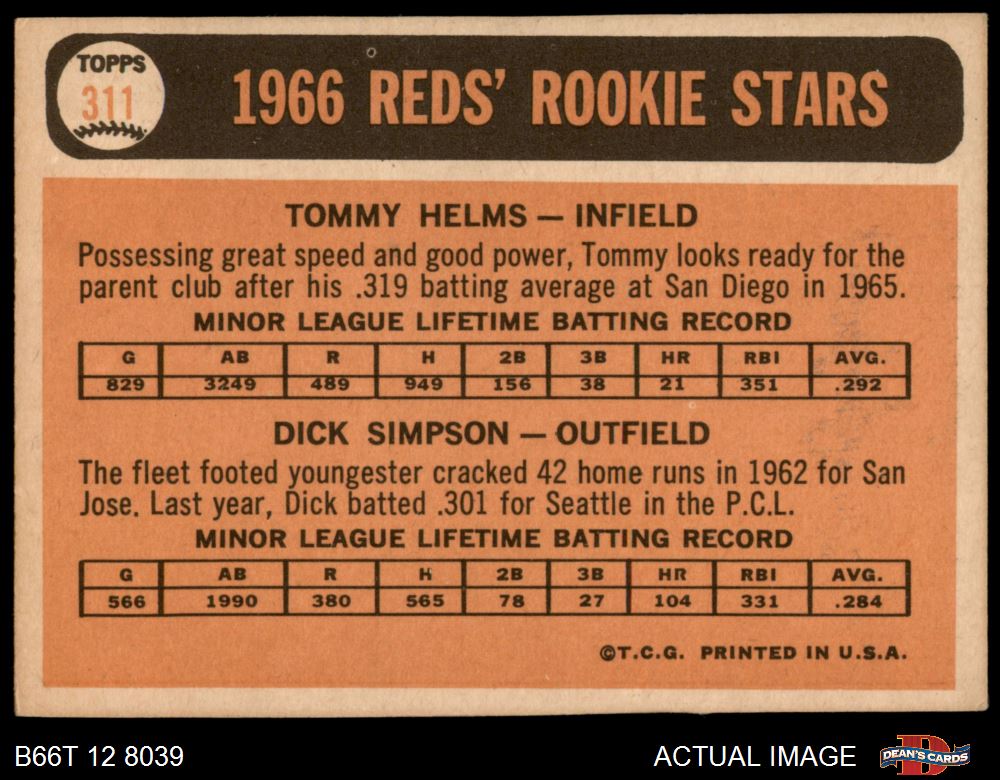 TOPPS
311
1966 REDS' ROOKIE STARS
TOMMY HELMS — INFIELD
Possessing great speed and good power, Tommy looks ready for the
parent club after his .319 batting average at San Diego in 1965.
MINOR LEAGUE LIFETIME BATTING RECORD
G AB R H 2B 3B HR RBI AVG.
829 3249 489 949 156 38 21 351 .292
DICK SIMPSON — OUTFIELD
The fleet footed youngester cracked 42 home runs in 1962 for San
Jose. Last year, Dick batted .301 for Seattle in the P.C.L.
MINOR LEAGUE LIFETIME BATTING RECORD
G AB R H 2B 3B HR RBI AVG.
566 1990 380 565 78 27 104 331 .284
©T.C.G. PRINTED IN U.S.A.
B66T 12 8039
ACTUAL IMAGE
D
DEAN'S CARDS